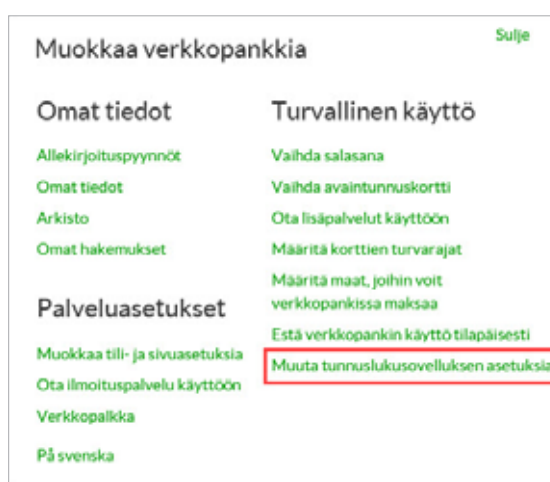 Sulje
Muokkaa verkkopankkia
Omat tiedot
Allekirjoituspyynnöt
Omat tiedot
Arkisto
Omat hakemukset
Palveluasetukset
Muokkaa tili- ja sivuasetuksia
Ota ilmoituspalvelu käyttöön
Verkkopalkka
På svenska
Turvallinen käyttö
Vaihda salasana
Vaihda avaintunnuskortti
Ota lisäpalvelut käyttöön
Määritä korttien turvarajat
Määritä maat, joihin voit
verkkopankissa maksaa
Estä verkkopankin käyttö tilapäisesti
Muuta tunnuslukusovelluksen asetuksia